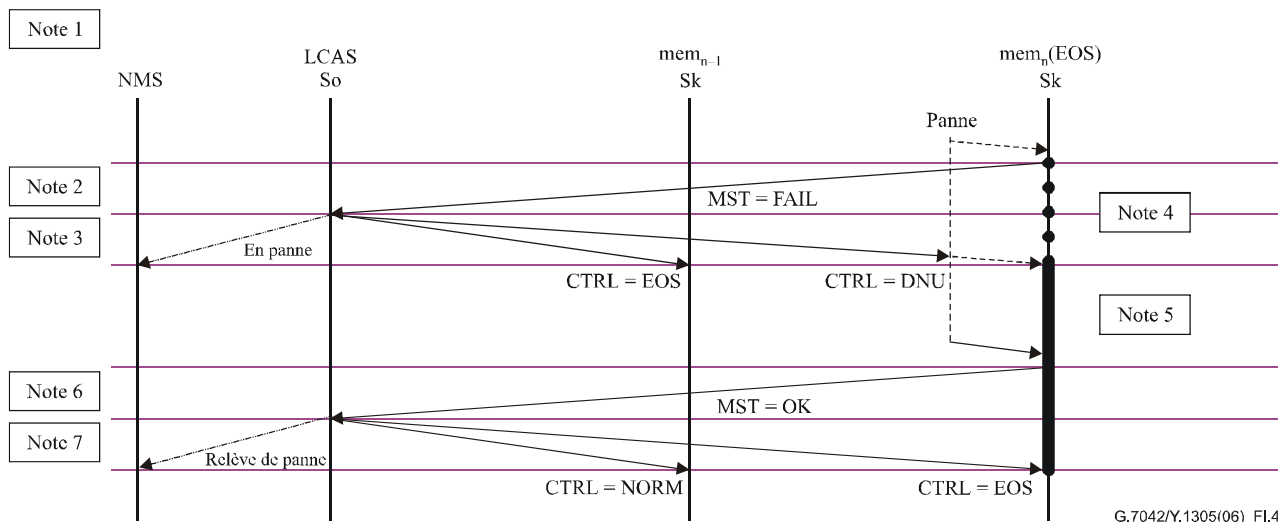 Note 1
NMS
LCAS
So
mem_{n–1}
Sk
mem_n(EOS)
Sk
Panne
Note 2
MST = FAIL
Note 4
Note 3
En panne
CTRL = EOS
CTRL = DNU
Note 5
Note 6
MST = OK
Note 7
Relève de panne
CTRL = NORM
CTRL = EOS
G.7042/Y.1305(06)_FI.4